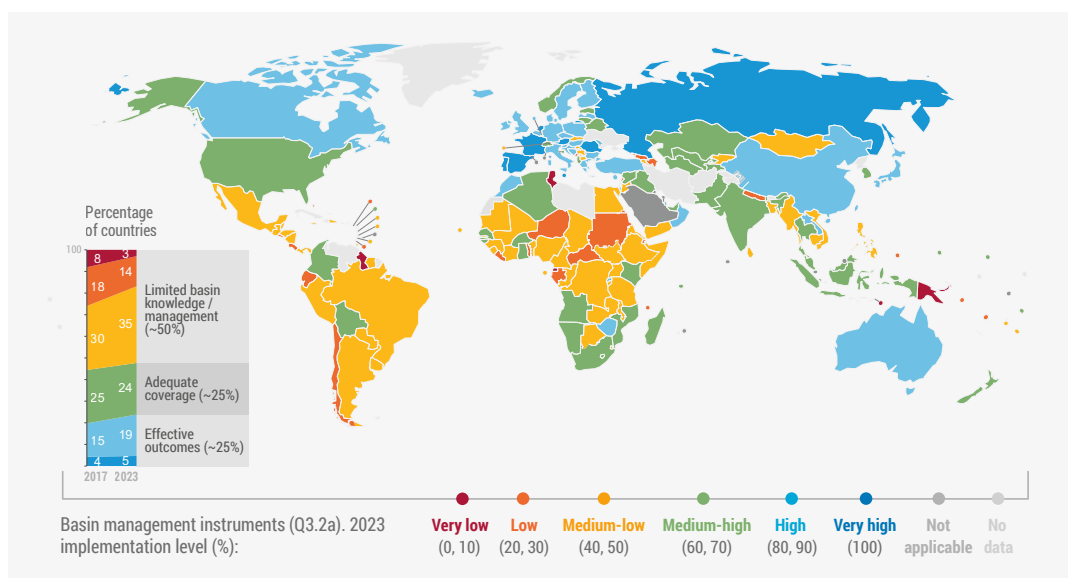 Percentage
of countries
100
8
3
18
14
30
35
25
24
15
19
4
5
2017
2023
Limited basin
knowledge /
management
(~50%)
Adequate
coverage (~25%)
Effective
outcomes (~25%)
Basin management instruments (Q3.2a). 2023
implementation level (%):
Very low
(0, 10)
Low
(20, 30)
Medium-low
(40, 50)
Medium-high
(60, 70)
High
(80, 90)
Very high
(100)
Not
applicable
No
data